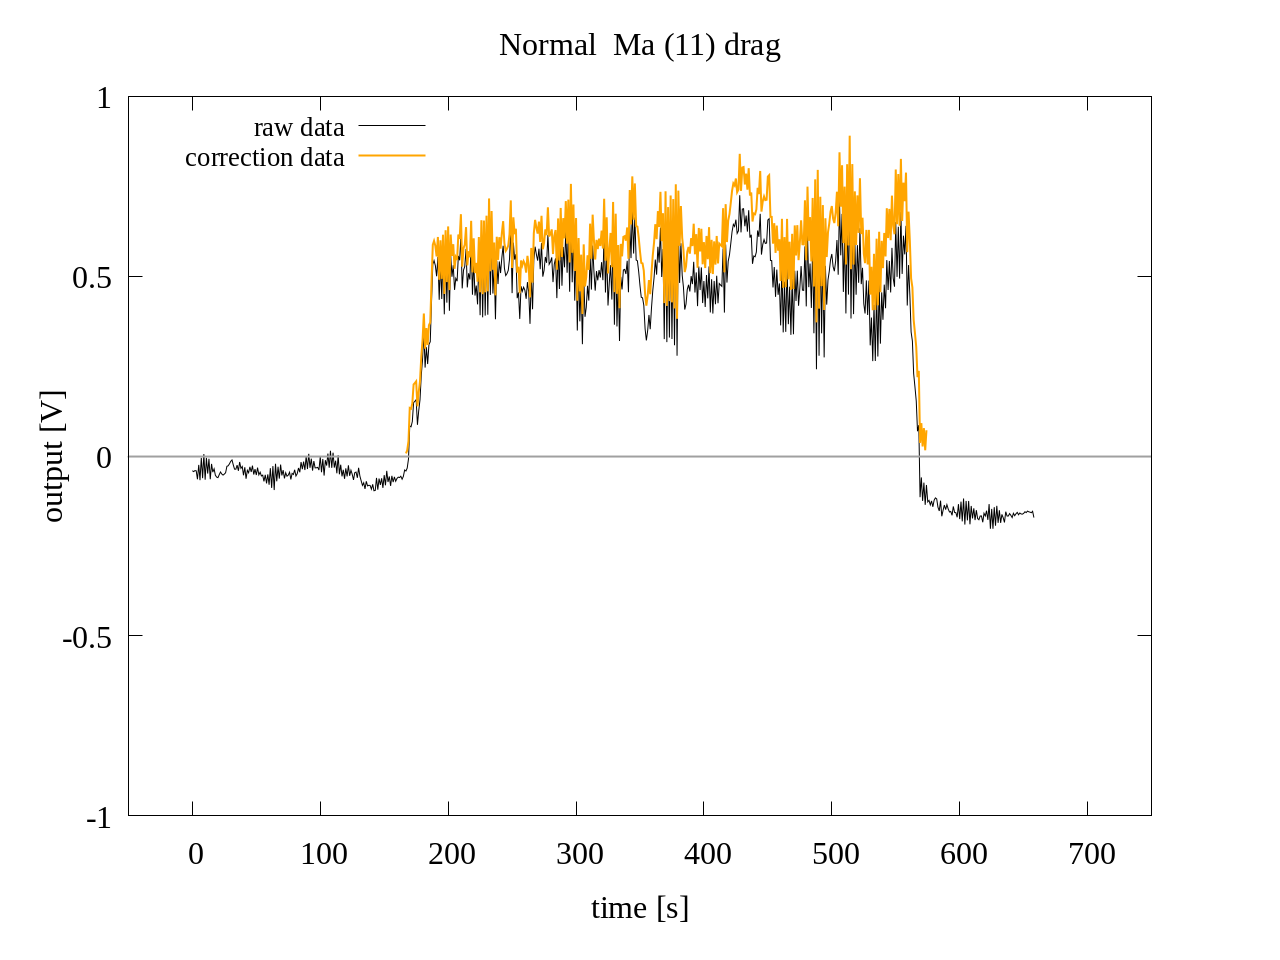 Normal  Ma (11) drag
raw data
correction data
1
0.5
0
-0.5
-1
output [V]
0 100 200 300 400 500 600 700
time [s]